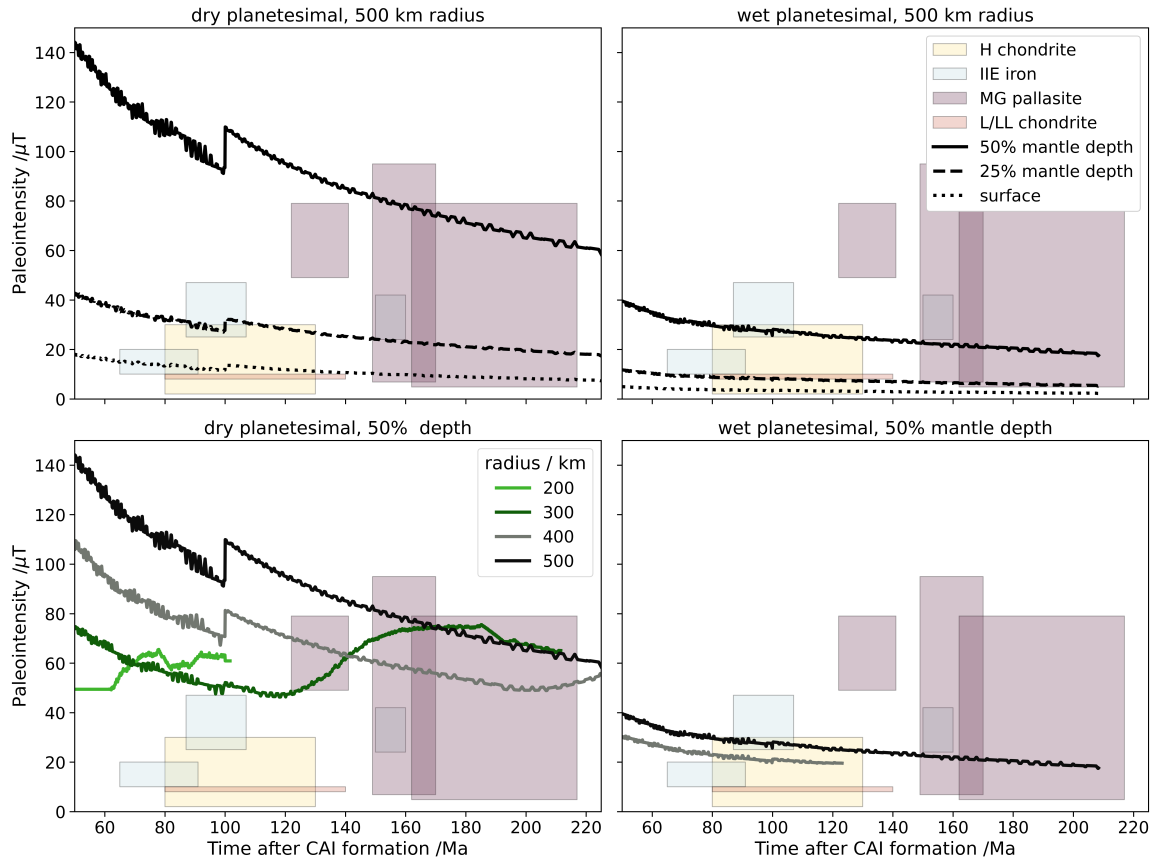 dry planetesimal, 500 km radius
wet planetesimal, 500 km radius
Paleointensity /μT
140
120
100
80
60
40
20
0
H chondrite
IIE iron
MG pallasite
L/LL chondrite
50% mantle depth
25% mantle depth
surface
dry planetesimal, 50%  depth
wet planetesimal, 50% mantle depth
Paleointensity /μT
140
120
100
80
60
40
20
0
radius / km
200
300
400
500
60 80 100 120 140 160 180 200 220
60 80 100 120 140 160 180 200 220
Time after CAI formation /Ma
Time after CAI formation /Ma